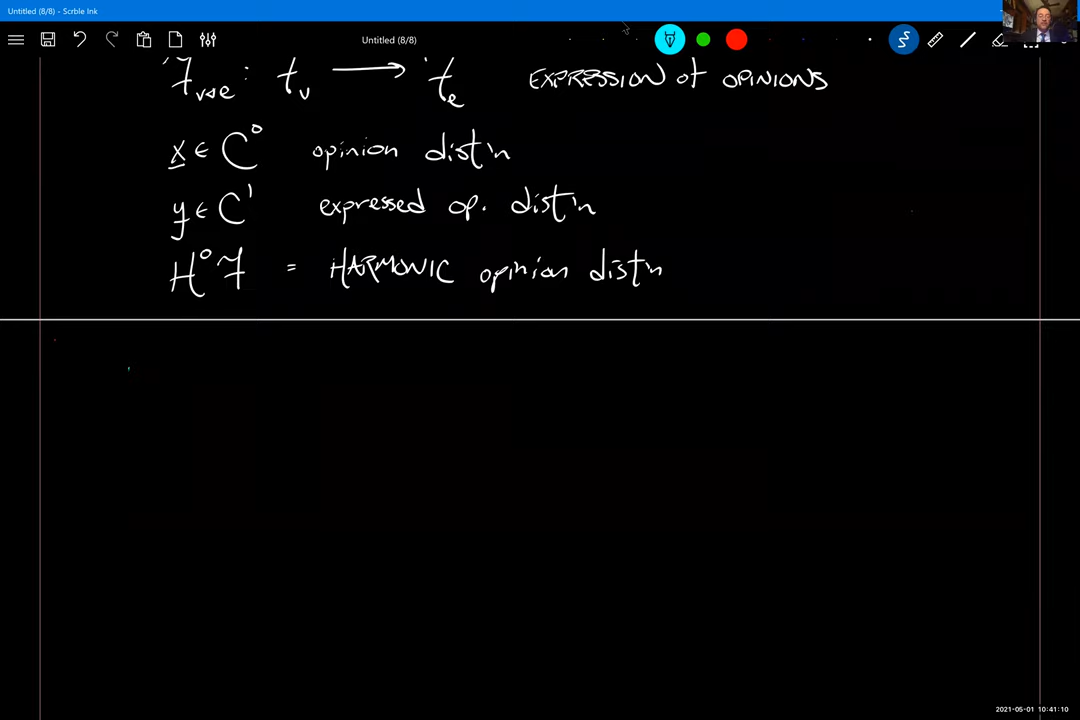 Untitled (8/8) - Scrble Ink
Untitled (8/8)
F_{v◁e} : F_v ⟶ F_e EXPRESSION of OPINIONS
x ∈ C⁰ opinion dist'n
y ∈ C¹ expressed op. dist'n
H⁰F = HARMONIC opinion dist'n
2021-05-01 10:41:10